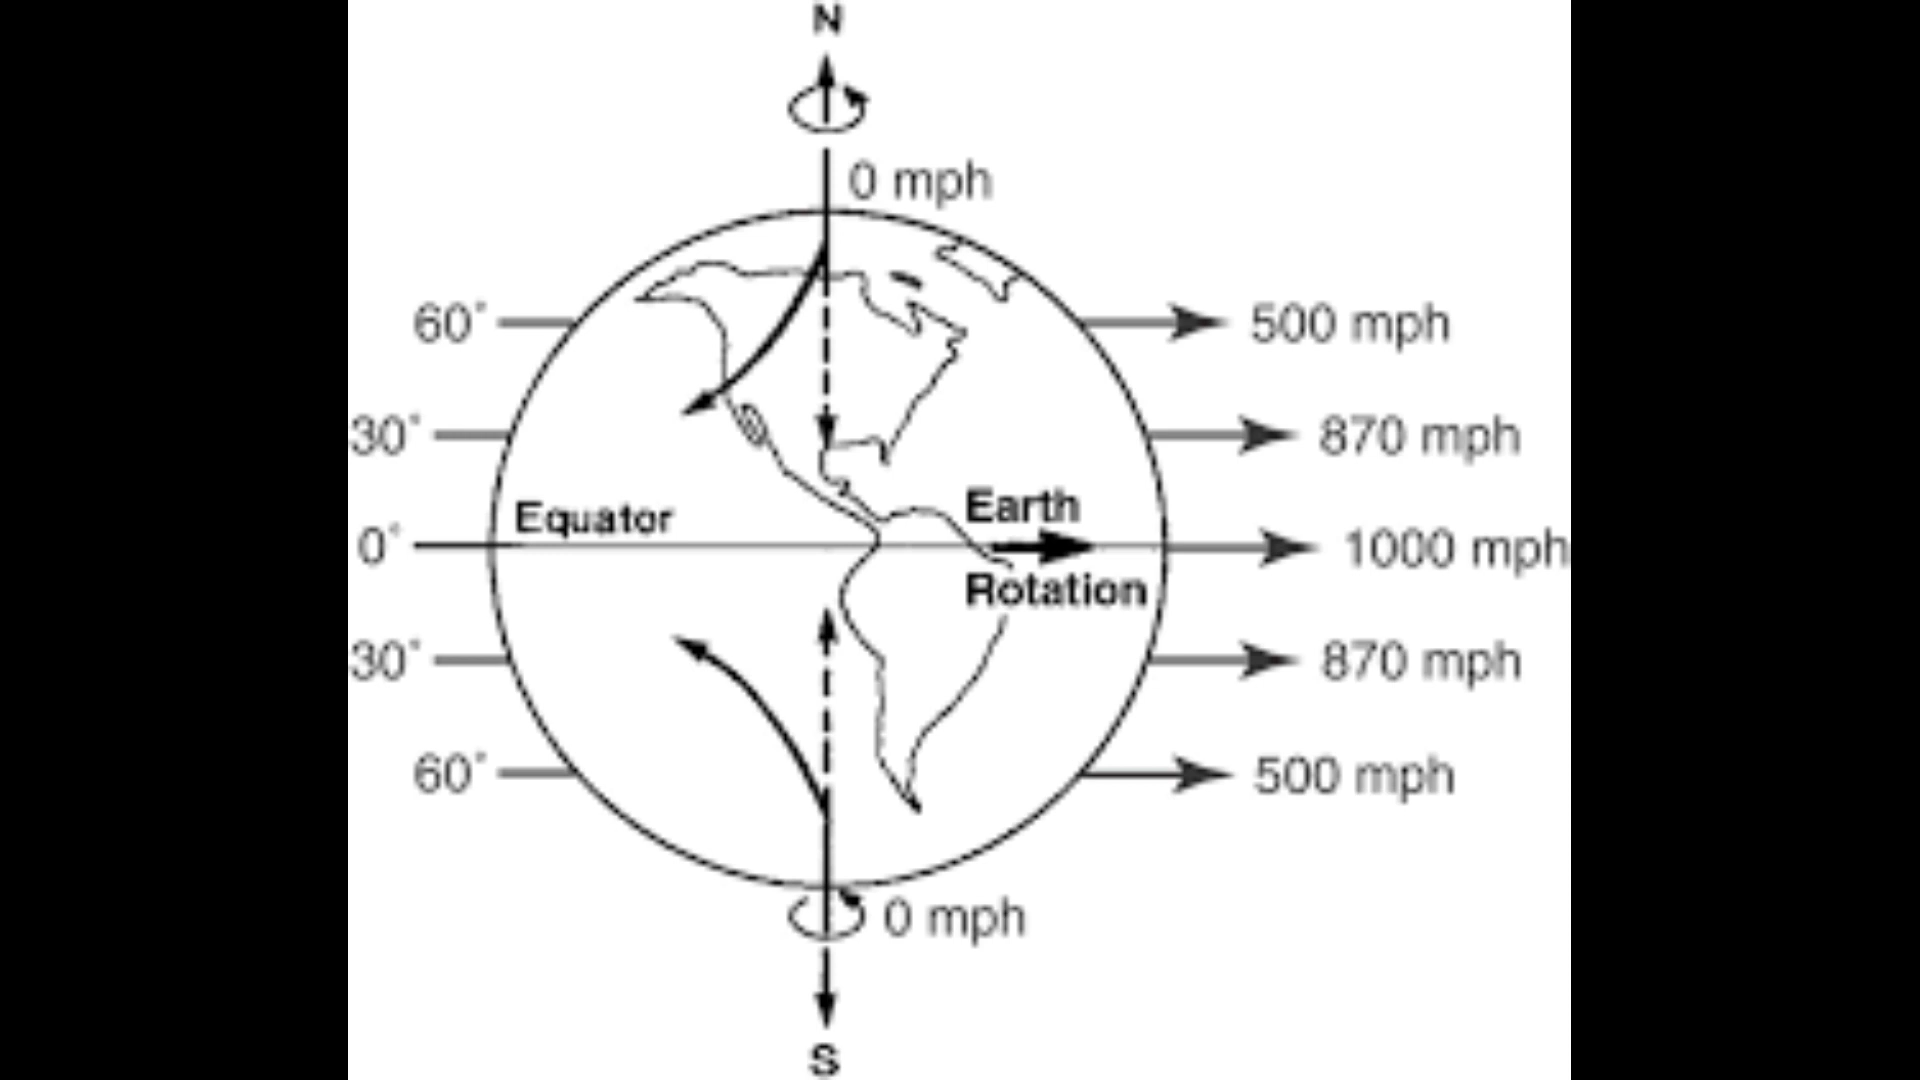 N
0 mph
60° 500 mph
30° 870 mph
Earth
Equator
0° 1000 mph
Rotation
30° 870 mph
60° 500 mph
0 mph
S